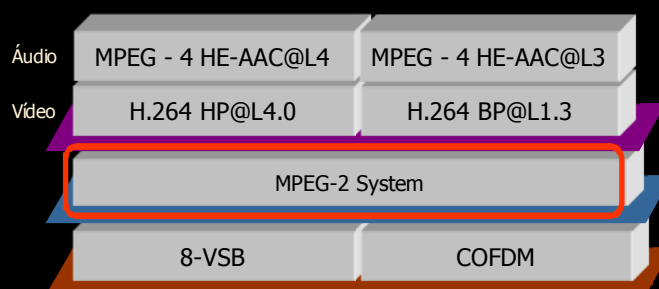 Áudio MPEG - 4 HE-AAC@L4 MPEG - 4 HE-AAC@L3
Vídeo H.264 HP@L4.0 H.264 BP@L1.3
MPEG-2 System
8-VSB COFDM